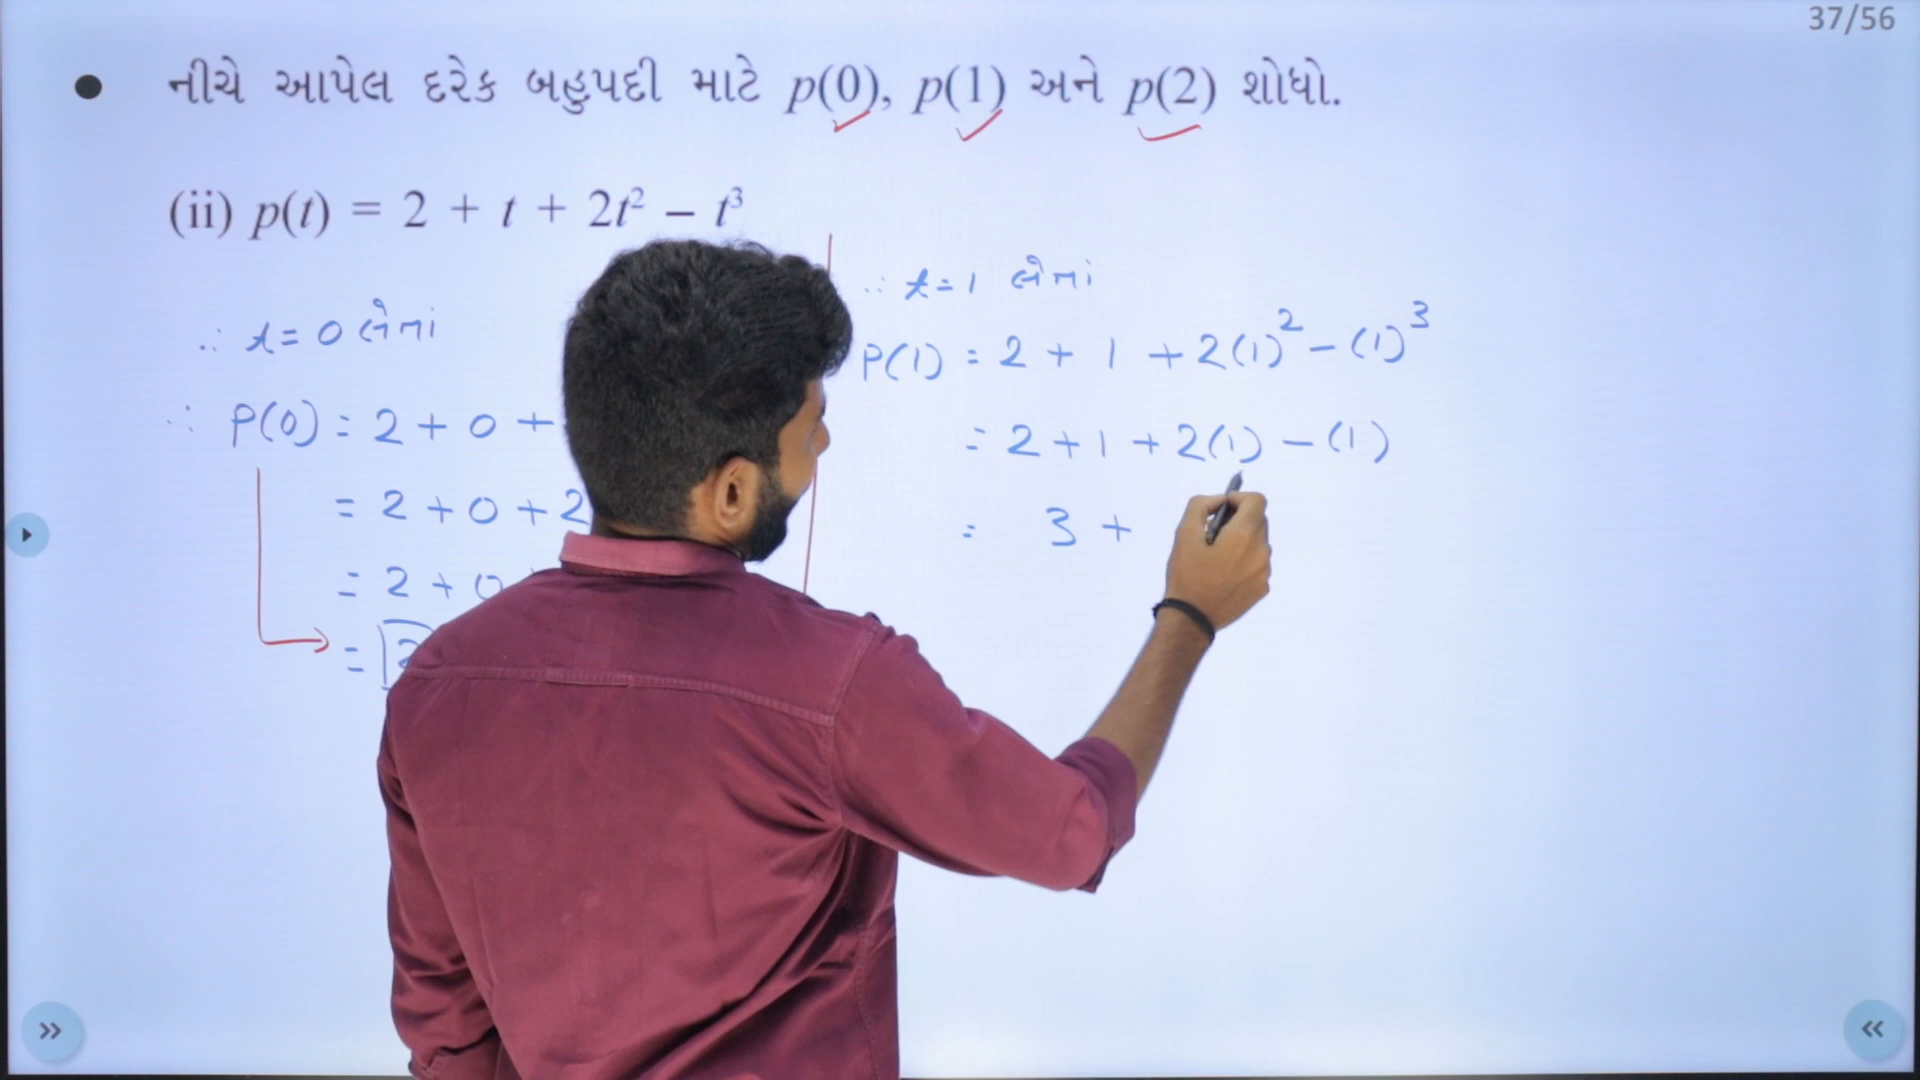 37/56
● નીચે આપેલ દરેક બહુપદી માટે p(0), p(1) અને p(2) શોધો.
(ii) p(t) = 2 + t + 2t² – t³
∴ t = 0 લેતાં
∴ P(0) = 2 + 0 +
= 2 + 0 + 2
= 2 + 0
= 2
∴ t = 1 લેતાં
P(1) = 2 + 1 + 2(1)² – (1)³
= 2 + 1 + 2(1) – (1)
= 3 +